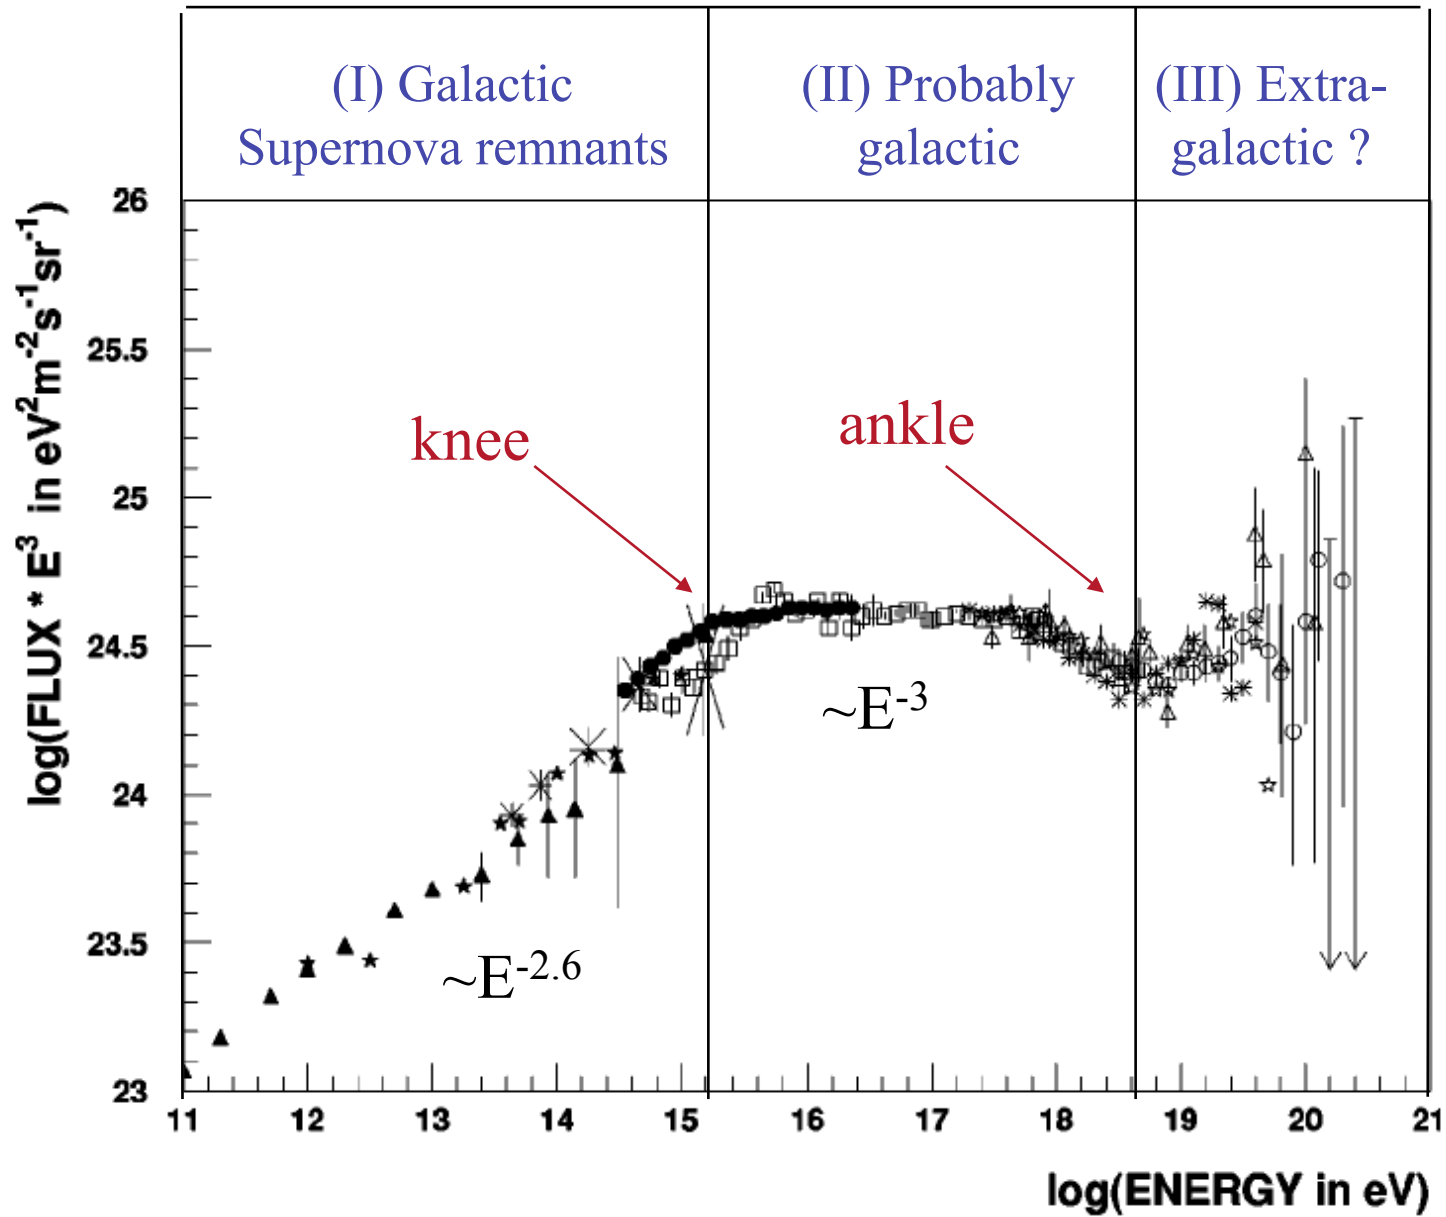 (I) Galactic
Supernova remnants
(II) Probably
galactic
(III) Extra-
galactic ?
log(FLUX * E³ in eV²m⁻²s⁻¹sr⁻¹)
26
25.5
25
24.5
24
23.5
23
knee
ankle
~E⁻³
~E⁻²·⁶
11 12 13 14 15 16 17 18 19 20 21
log(ENERGY in eV)